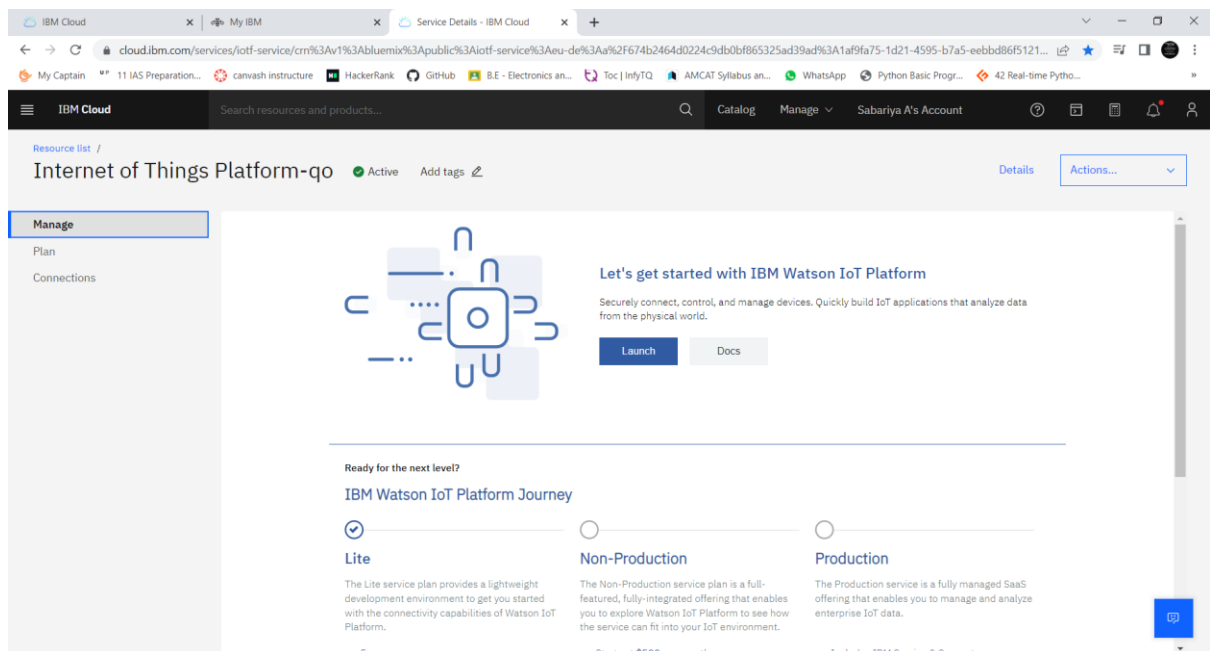 IBM Cloud
My IBM
Service Details - IBM Cloud
cloud.ibm.com/services/iotf-service/crn%3Av1%3Abluemix%3Apublic%3Aiotf-service%3Aeu-de%3Aa%2F674b2464d0224c9db0bf865325ad39ad%3A1af9fa75-1d21-4595-b7a5-eebbd86f5121...
My Captain
11 IAS Preparation...
canvash instructure
HackerRank
GitHub
B.E - Electronics an...
Toc | InfyTQ
AMCAT Syllabus an...
WhatsApp
Python Basic Progr...
42 Real-time Pytho...
IBM Cloud
Search resources and products...
Catalog
Manage
Sabariya A's Account
Resource list /
Internet of Things Platform-qo
Active
Add tags
Details
Actions...
Manage
Plan
Connections
Let's get started with IBM Watson IoT Platform
Securely connect, control, and manage devices. Quickly build IoT applications that analyze data
from the physical world.
Launch
Docs
Ready for the next level?
IBM Watson IoT Platform Journey
Lite
The Lite service plan provides a lightweight
development environment to get you started
with the connectivity capabilities of Watson IoT
Platform.
Non-Production
The Non-Production service plan is a full-
featured, fully-integrated offering that enables
you to explore Watson IoT Platform to see how
the service can fit into your IoT environment.
Production
The Production service is a fully managed SaaS
offering that enables you to manage and analyze
enterprise IoT data.